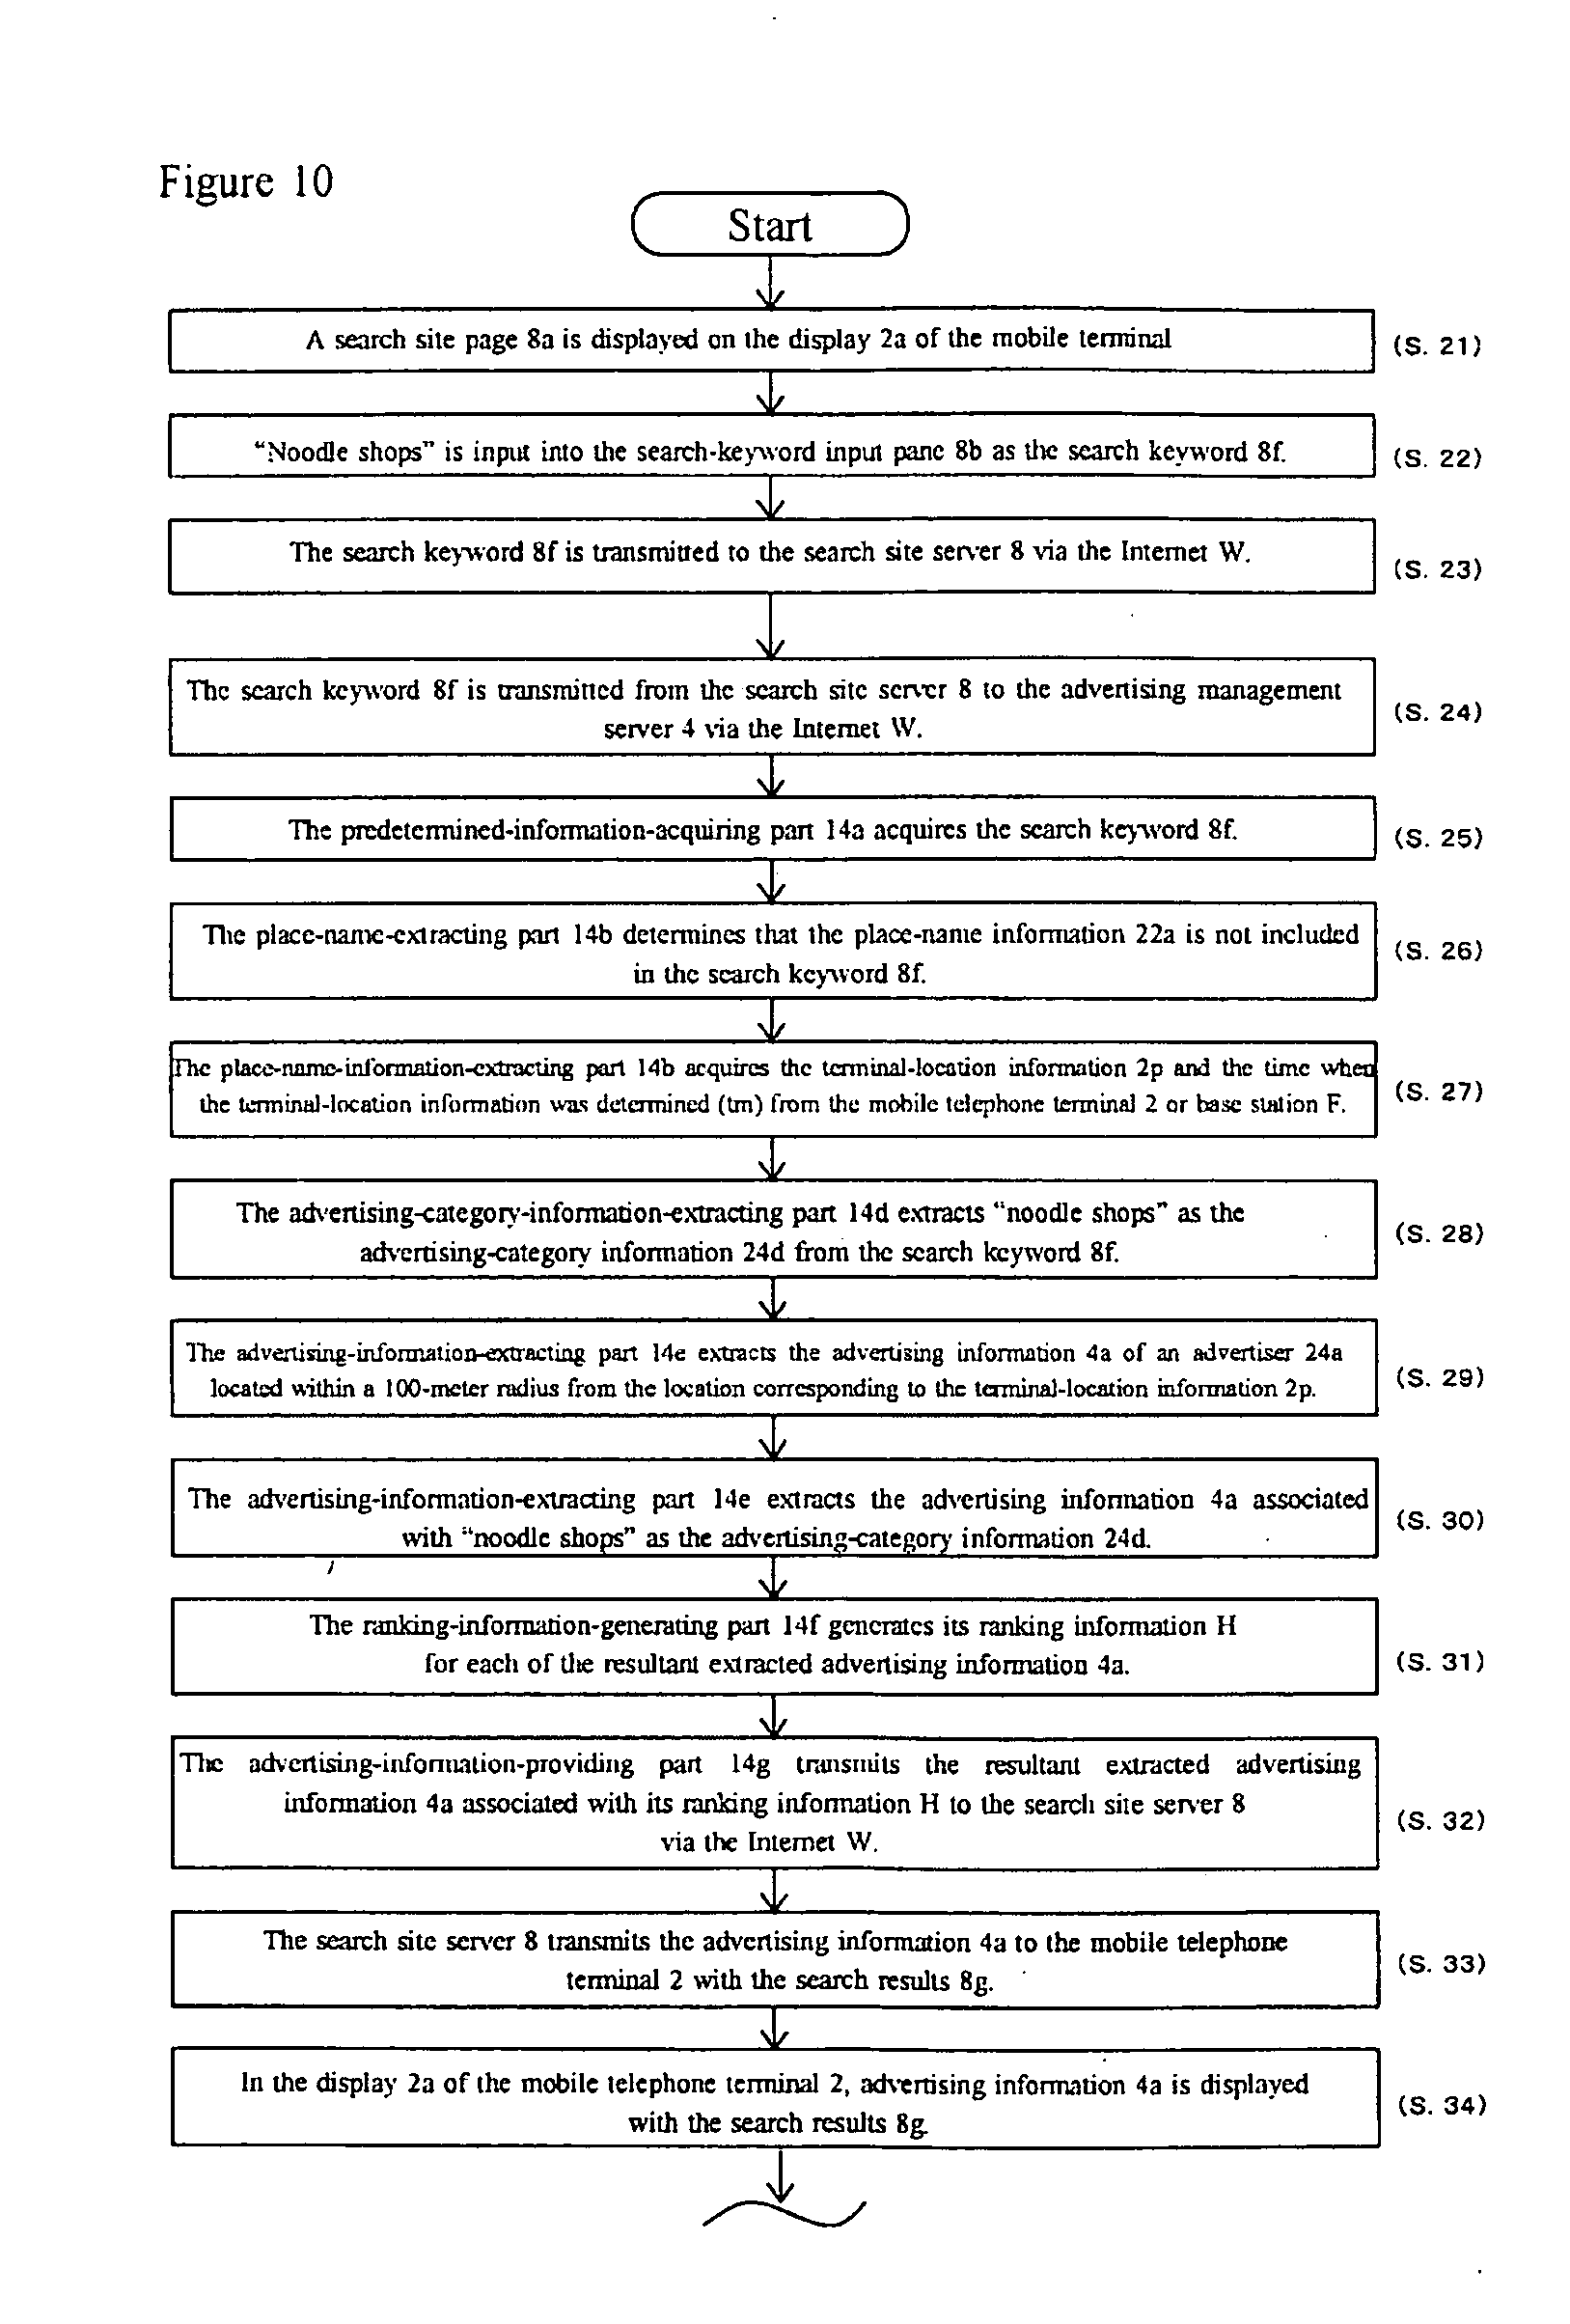 Figure 10
Start
A search site page 8a is displayed on the display 2a of the mobile terminal
(S. 21)
“Noodle shops” is input into the search-keyword input pane 8b as the search keyword 8f.
(S. 22)
The search keyword 8f is transmitted to the search site server 8 via the Internet W.
(S. 23)
The search keyword 8f is transmitted from the search site server 8 to the advertising management
server 4 via the Internet W.
(S. 24)
The predetermined-information-acquiring part 14a acquires the search keyword 8f.
(S. 25)
The place-name-extracting part 14b determines that the place-name information 22a is not included
in the search keyword 8f.
(S. 26)
The place-name-information-extracting part 14b acquires the terminal-location information 2p and the time when
the terminal-location information was determined (tm) from the mobile telephone terminal 2 or base station F.
(S. 27)
The advertising-category-information-extracting part 14d extracts “noodle shops” as the
advertising-category information 24d from the search keyword 8f.
(S. 28)
The advertising-information-extracting part 14e extracts the advertising information 4a of an advertiser 24a
located within a 100-meter radius from the location corresponding to the terminal-location information 2p.
(S. 29)
The advertising-information-extracting part 14e extracts the advertising information 4a associated
with “noodle shops” as the advertising-category information 24d.
(S. 30)
The ranking-information-generating part 14f generates its ranking information H
for each of the resultant extracted advertising information 4a.
(S. 31)
The advertising-information-providing part 14g transmits the resultant extracted advertising
information 4a associated with its ranking information H to the search site server 8
via the Internet W.
(S. 32)
The search site server 8 transmits the advertising information 4a to the mobile telephone
terminal 2 with the search results 8g.
(S. 33)
In the display 2a of the mobile telephone terminal 2, advertising information 4a is displayed
with the search results 8g.
(S. 34)